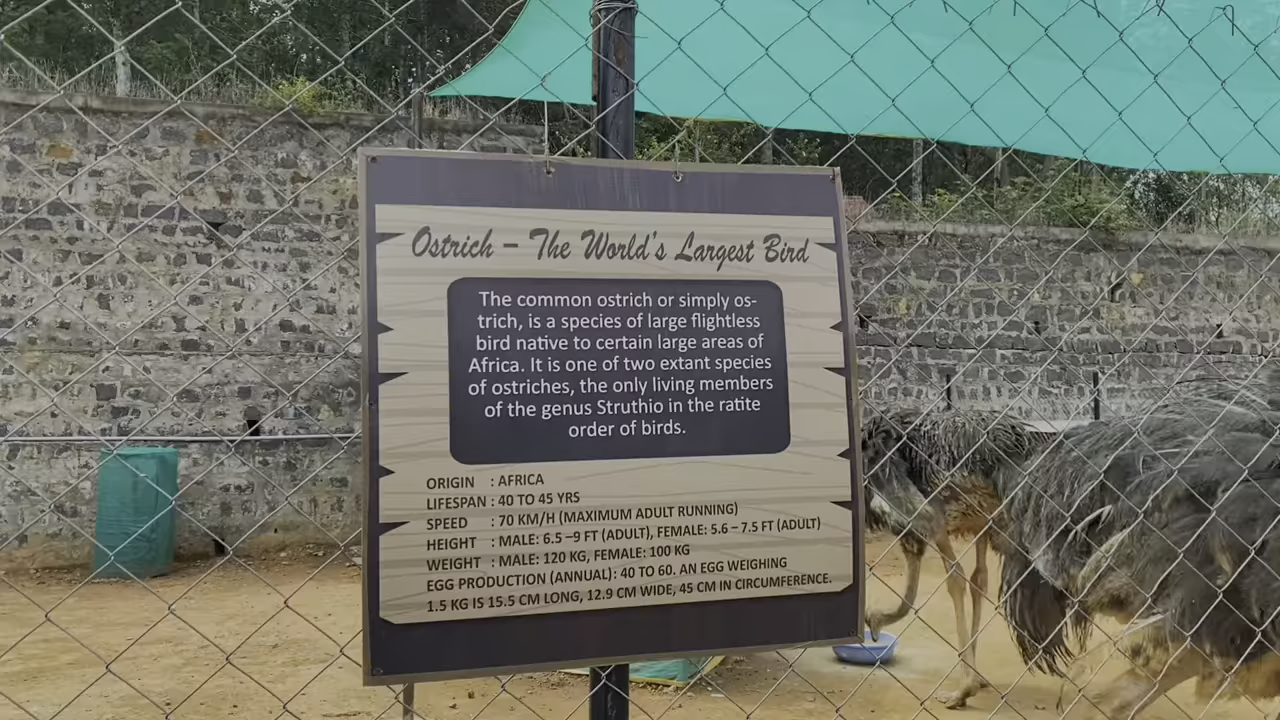 Ostrich – The World's Largest Bird
The common ostrich or simply os-
trich, is a species of large flightless
bird native to certain large areas of
Africa. It is one of two extant species
of ostriches, the only living members
of the genus Struthio in the ratite
order of birds.
ORIGIN : AFRICA
LIFESPAN : 40 TO 45 YRS
SPEED : 70 KM/H (MAXIMUM ADULT RUNNING)
HEIGHT : MALE: 6.5 –9 FT (ADULT), FEMALE: 5.6 – 7.5 FT (ADULT)
WEIGHT : MALE: 120 KG, FEMALE: 100 KG
EGG PRODUCTION (ANNUAL): 40 TO 60. AN EGG WEIGHING
1.5 KG IS 15.5 CM LONG, 12.9 CM WIDE, 45 CM IN CIRCUMFERENCE.